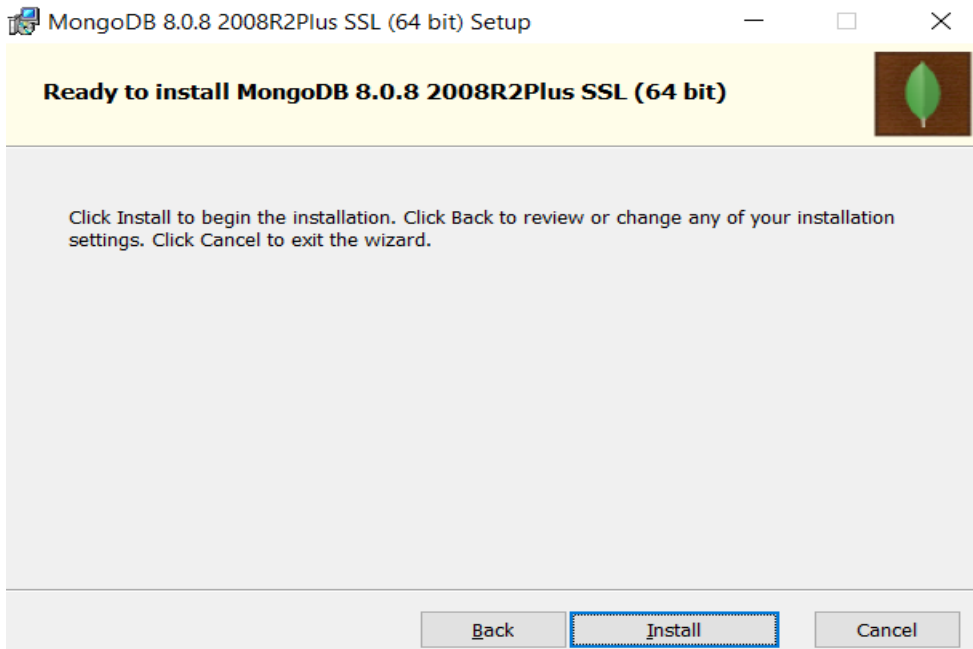 MongoDB 8.0.8 2008R2Plus SSL (64 bit) Setup
Ready to install MongoDB 8.0.8 2008R2Plus SSL (64 bit)
Click Install to begin the installation. Click Back to review or change any of your installation
settings. Click Cancel to exit the wizard.
Back Install Cancel